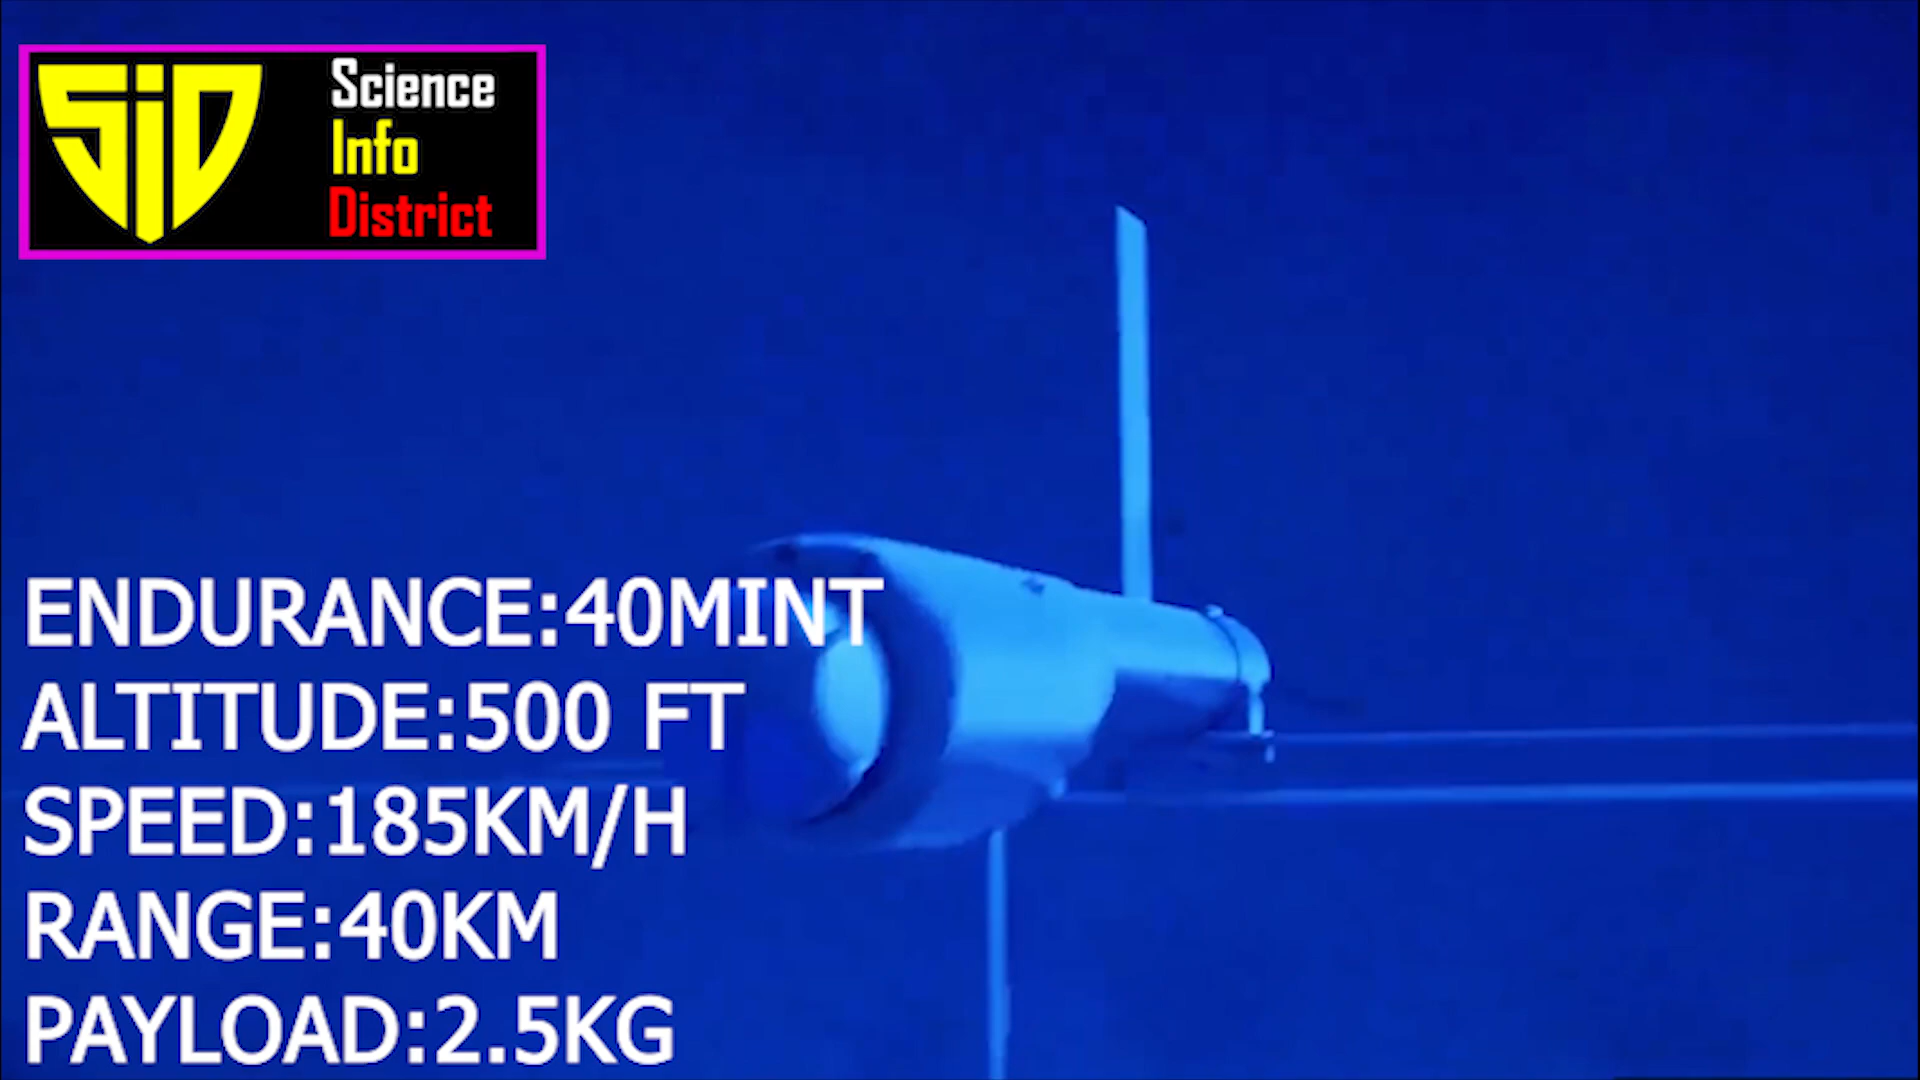 SID
Science
Info
District
ENDURANCE:40MINT
ALTITUDE:500 FT
SPEED:185KM/H
RANGE:40KM
PAYLOAD:2.5KG